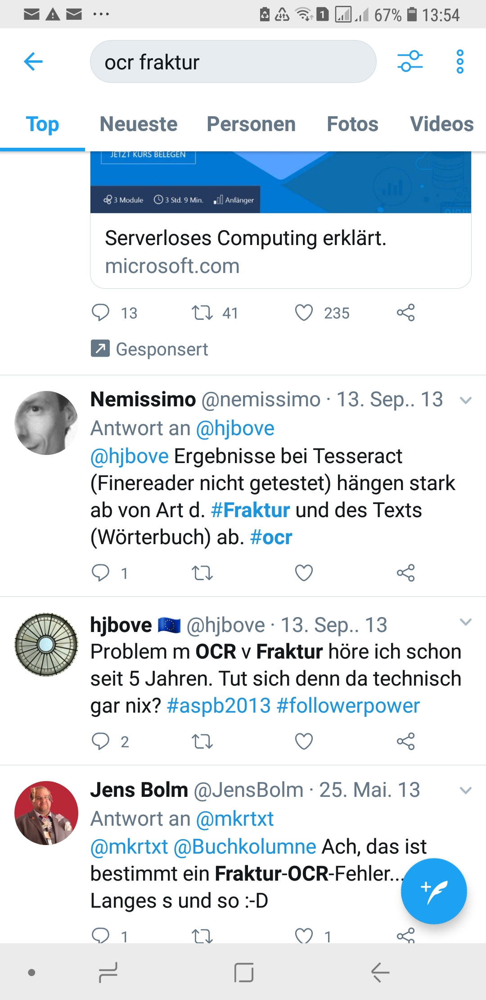 67% 13:54
ocr fraktur
Top Neueste Personen Fotos Videos
JETZT KURS BELEGEN
3 Module 3 Std. 9 Min. Anfänger
Serverloses Computing erklärt.
microsoft.com
13 41 235
Gesponsert
Nemissimo @nemissimo · 13. Sep.. 13
Antwort an @hjbove
@hjbove Ergebnisse bei Tesseract
(Finereader nicht getestet) hängen stark
ab von Art d. #Fraktur und des Texts
(Wörterbuch) ab. #ocr
1
hjbove 🇪🇺 @hjbove · 13. Sep.. 13
Problem m OCR v Fraktur höre ich schon
seit 5 Jahren. Tut sich denn da technisch
gar nix? #aspb2013 #followerpower
2
Jens Bolm @JensBolm · 25. Mai. 13
Antwort an @mkrtxt
@mkrtxt @Buchkolumne Ach, das ist
bestimmt ein Fraktur-OCR-Fehler...
Langes s und so :-D
1 1